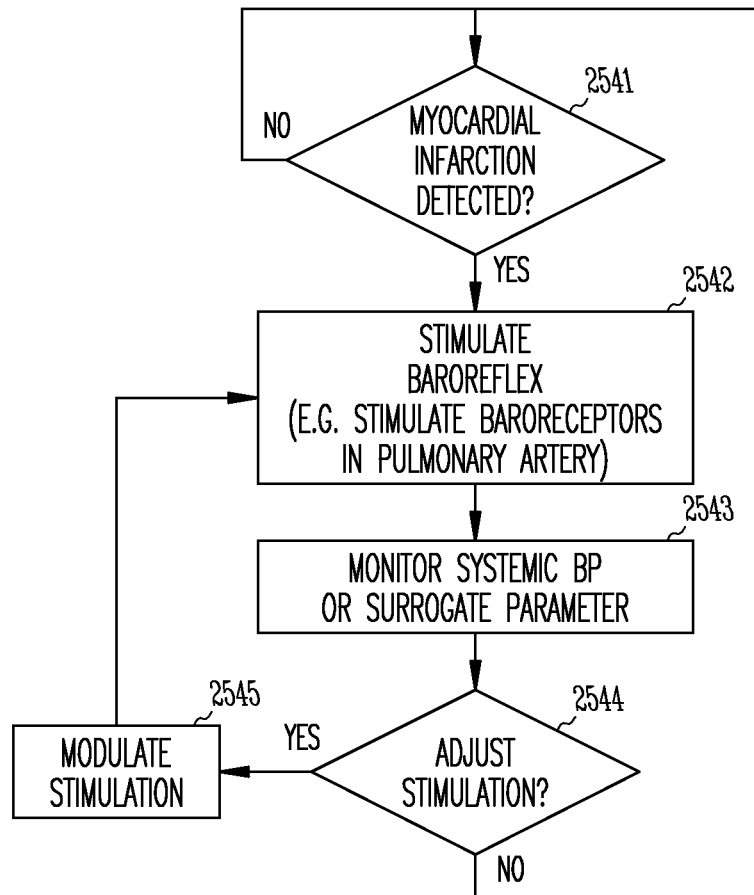 2541
NO
MYOCARDIAL
INFARCTION
DETECTED?
YES
2542
STIMULATE
BAROREFLEX
(E.G. STIMULATE BARORECEPTORS
IN PULMONARY ARTERY)
2543
MONITOR SYSTEMIC BP
OR SURROGATE PARAMETER
2544
ADJUST
STIMULATION?
YES
2545
MODULATE
STIMULATION
NO